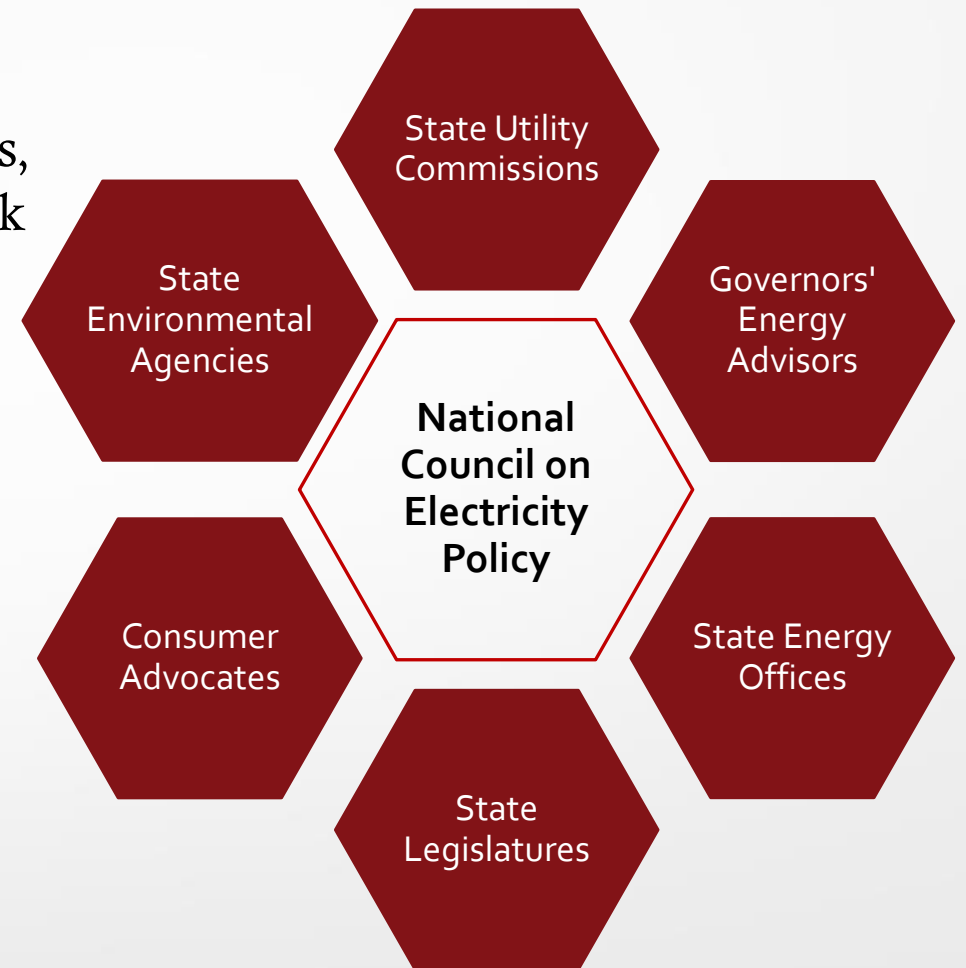 s,
k
State Utility
Commissions
State
Environmental
Agencies
Governors'
Energy
Advisors
National
Council on
Electricity
Policy
Consumer
Advocates
State Energy
Offices
State
Legislatures